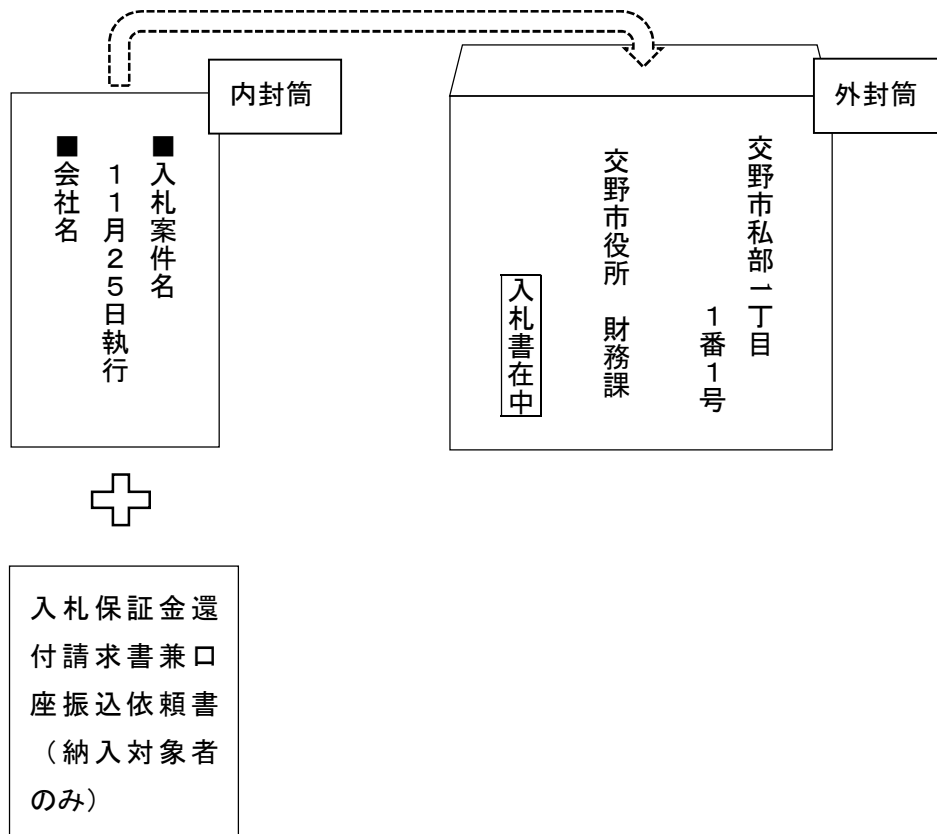 内封筒
■入札案件名
11月25日執行
■会社名
外封筒
交野市私部一丁目
1番1号
交野市役所 財務課
入札書在中
入札保証金還
付請求書兼口
座振込依頼書
(納入対象者
のみ)